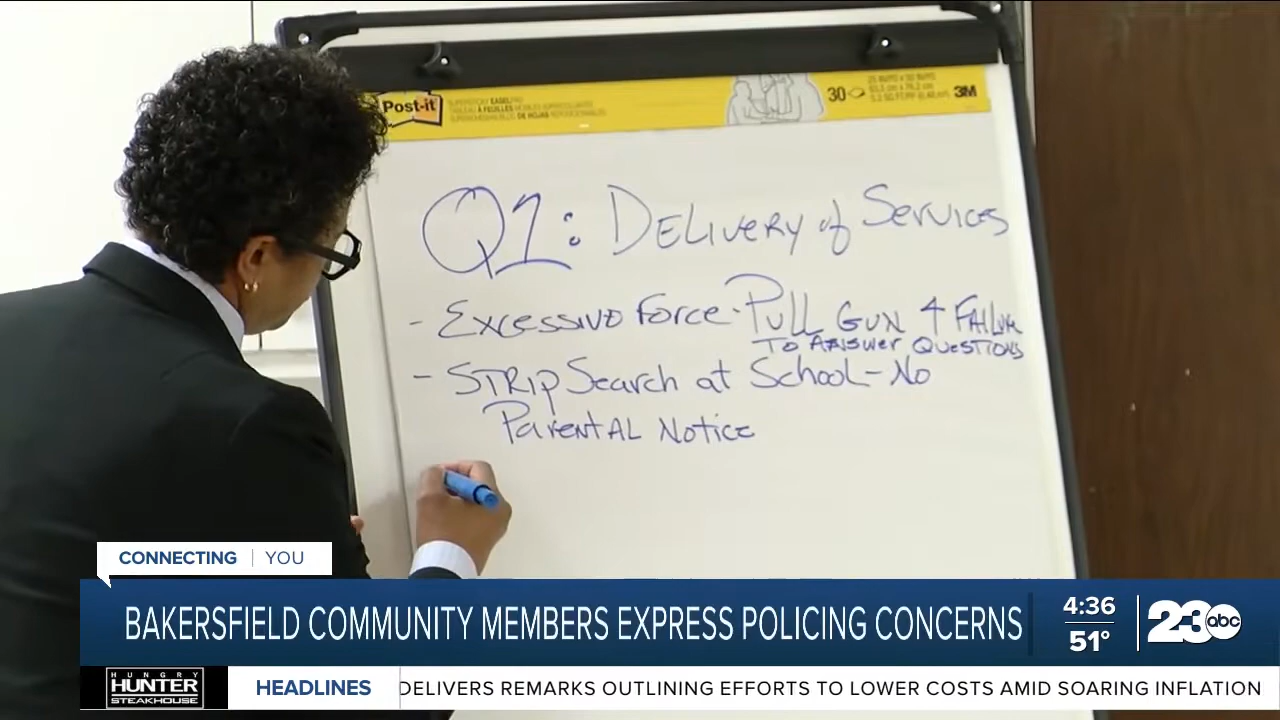 Post-it
30
3M
Q1: Delivery of Services
- Excessive Force - Pull Gun 4 Failure
To Answer Questions
- Strip Search at School - No
Parental Notice
CONNECTING | YOU
BAKERSFIELD COMMUNITY MEMBERS EXPRESS POLICING CONCERNS
4:36
51°
23 abc
HUNGRY
HUNTER
STEAKHOUSE
HEADLINES
DELIVERS REMARKS OUTLINING EFFORTS TO LOWER COSTS AMID SOARING INFLATION